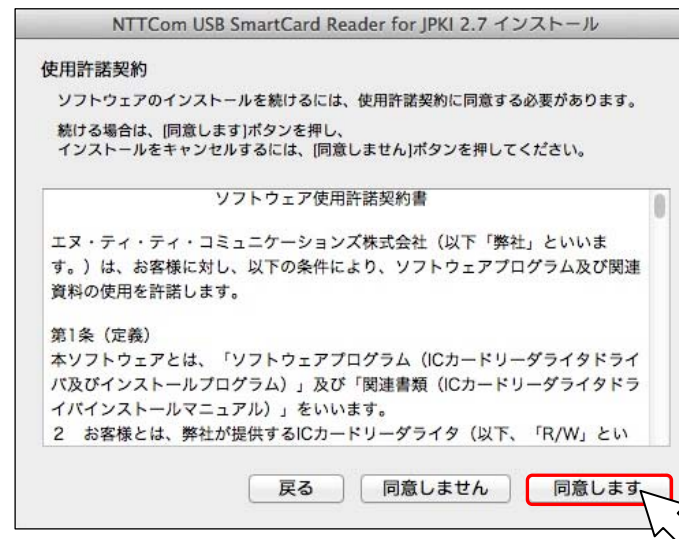 NTTCom USB SmartCard Reader for JPKI 2.7 インストール
使用許諾契約
ソフトウェアのインストールを続けるには、使用許諾契約に同意する必要があります。
続ける場合は、[同意します]ボタンを押し、
インストールをキャンセルするには、[同意しません]ボタンを押してください。
ソフトウェア使用許諾契約書
エヌ・ティ・ティ・コミュニケーションズ株式会社（以下「弊社」といいま
す。）は、お客様に対し、以下の条件により、ソフトウェアプログラム及び関連
資料の使用を許諾します。
第1条（定義）
本ソフトウェアとは、「ソフトウェアプログラム（ICカードリーダライタドライ
バ及びインストールプログラム）」及び「関連書類（ICカードリーダライタドラ
イバインストールマニュアル）」をいいます。
2　お客様とは、弊社が提供するICカードリーダライタ（以下、「R/W」とい
戻る
同意しません
同意します